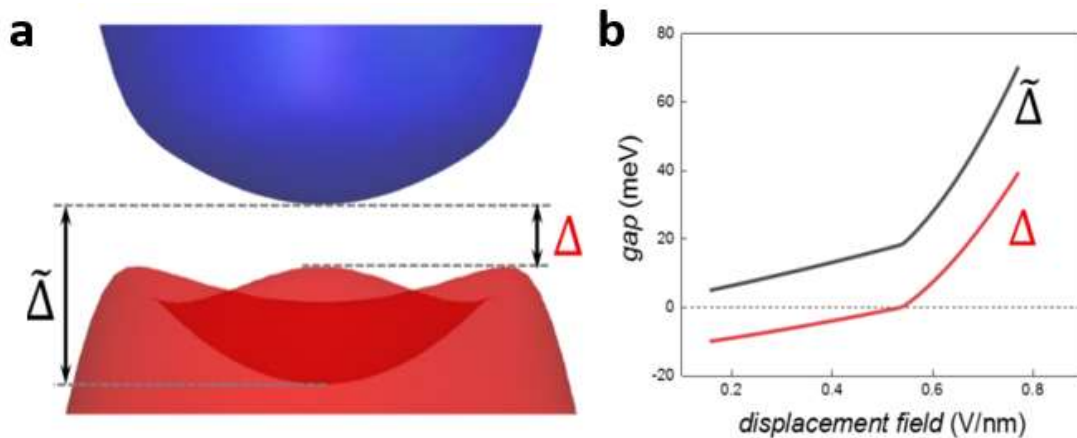 a
Δ̃
Δ
b
gap (meV)
80
60
40
20
0
-20
Δ̃
Δ
0.2 0.4 0.6 0.8
displacement field (V/nm)